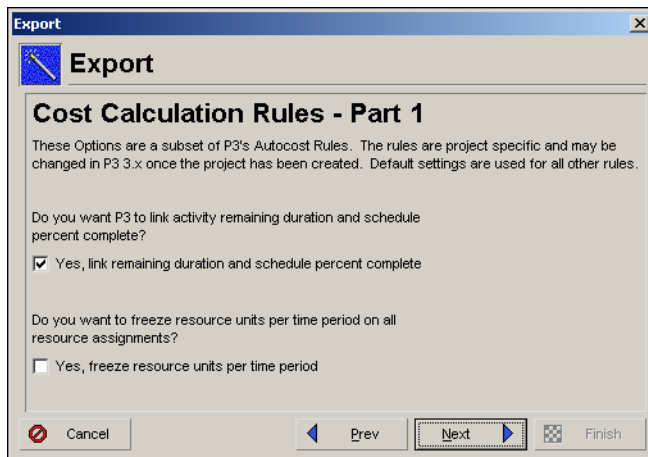 Export
Export
Cost Calculation Rules - Part 1
These Options are a subset of P3's Autocost Rules. The rules are project specific and may be
changed in P3 3.x once the project has been created. Default settings are used for all other rules.
Do you want P3 to link activity remaining duration and schedule
percent complete?
Yes, link remaining duration and schedule percent complete
Do you want to freeze resource units per time period on all
resource assignments?
Yes, freeze resource units per time period
Cancel
Prev
Next
Finish